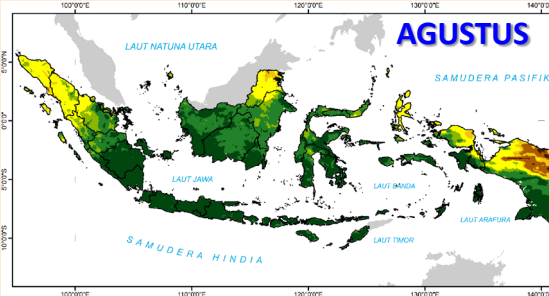 100°0'0"E 110°0'0"E 120°0'0"E 130°0'0"E 140°0'0"
AGUSTUS
LAUT NATUNA UTARA
SAMUDERA PASIFIK
5°0'0"N
0°0'0"
LAUT JAWA
LAUT BANDA
5°0'0"S
LAUT ARAFURA
LAUT TIMOR
10°0'0"S
SAMUDERA HINDIA
100°0'0"E 110°0'0"E 120°0'0"E 130°0'0"E 140°0'0"